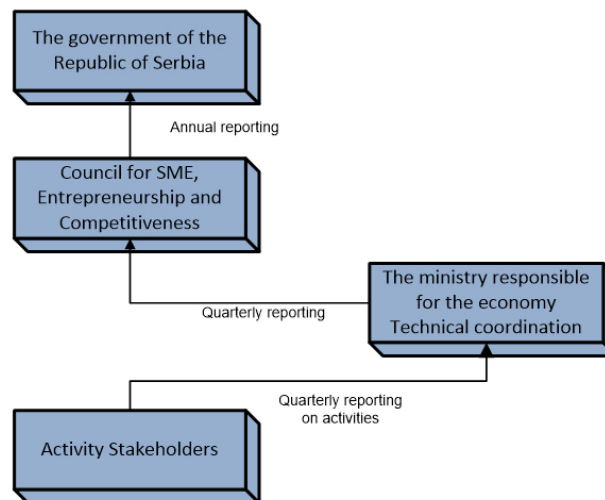 The government of the
Republic of Serbia
Annual reporting
Council for SME,
Entrepreneurship and
Competitiveness
The ministry responsible
for the economy
Technical coordination
Quarterly reporting
Quarterly reporting
on activities
Activity Stakeholders